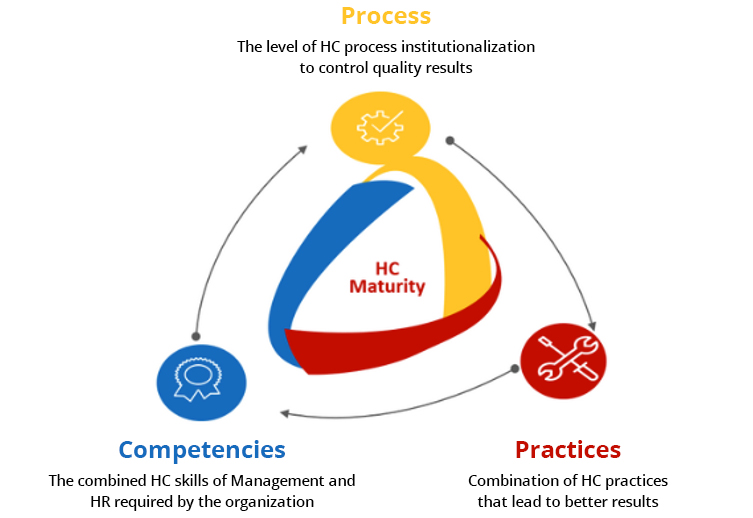 Process
The level of HC process institutionalization
to control quality results
HC
Maturity
Competencies
The combined HC skills of Management and
HR required by the organization
Practices
Combination of HC practices
that lead to better results